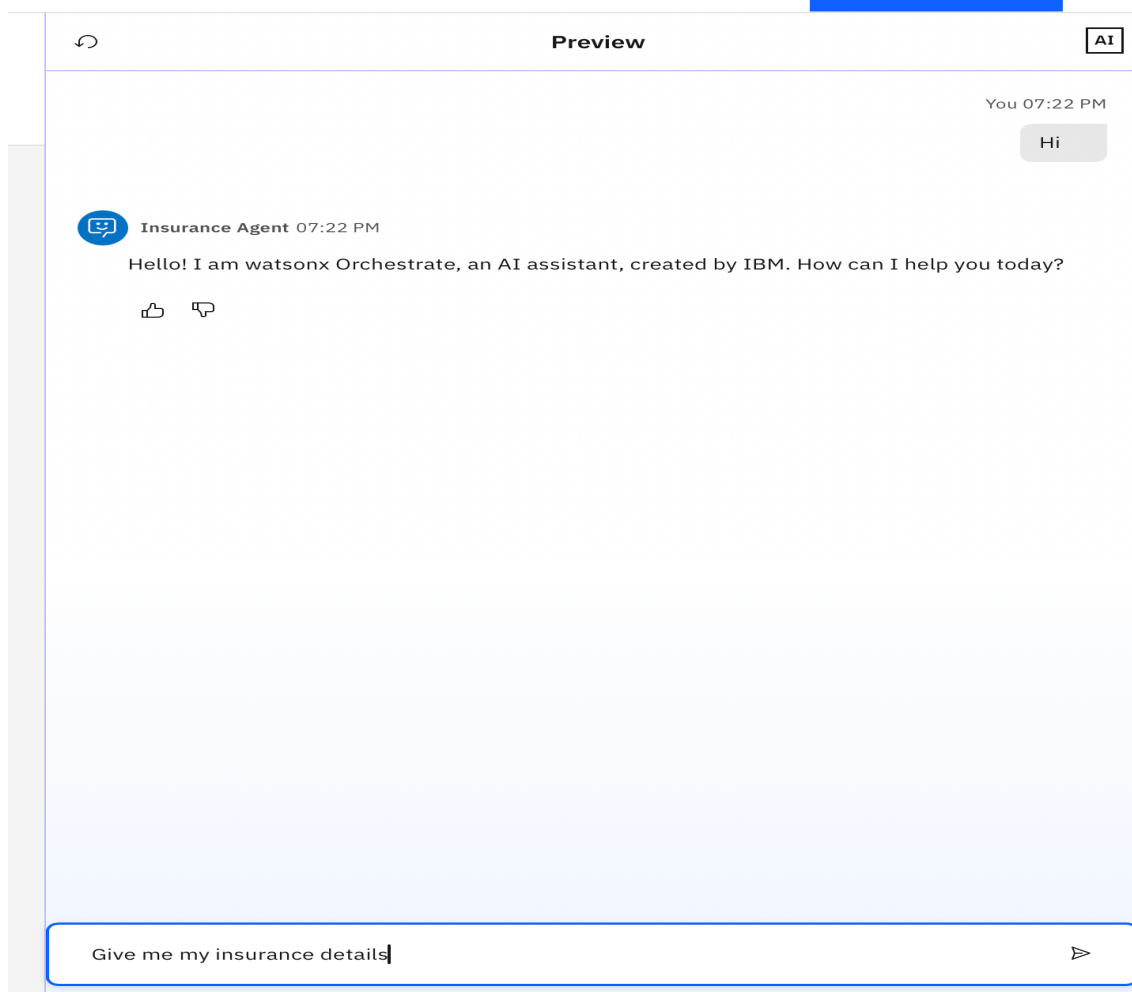 Preview
AI
You 07:22 PM
Hi
Insurance Agent 07:22 PM
Hello! I am watsonx Orchestrate, an AI assistant, created by IBM. How can I help you today?
Give me my insurance details